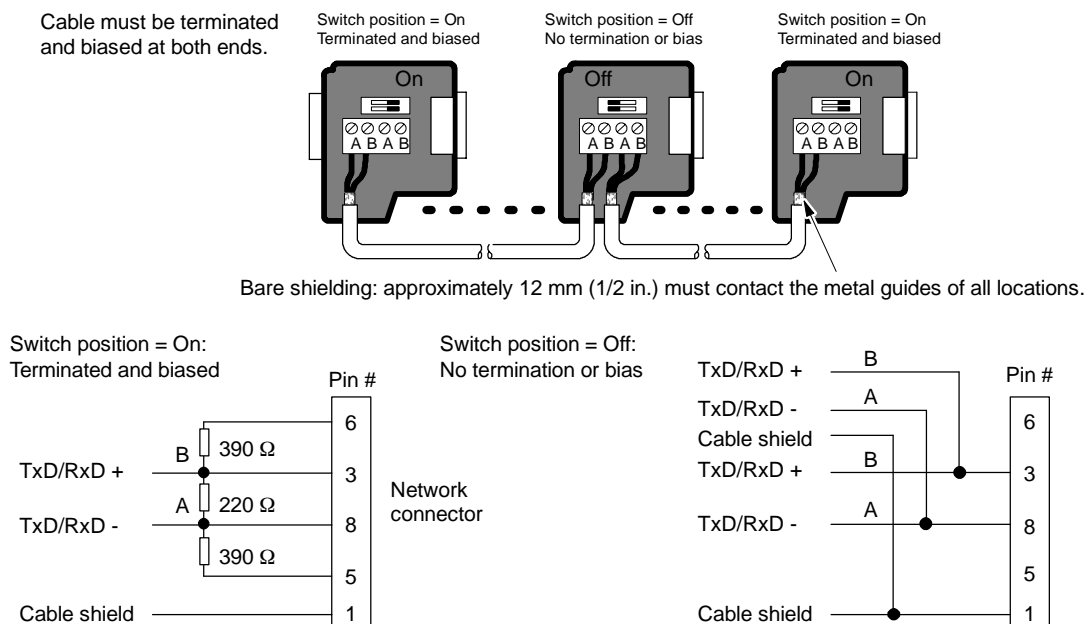 Cable must be terminated
and biased at both ends.
Switch position = On
Terminated and biased
Switch position = Off
No termination or bias
Switch position = On
Terminated and biased
On
Off
On
A B A B
A B A B
A B A B
Bare shielding: approximately 12 mm (1/2 in.) must contact the metal guides of all locations.
Switch position = On:
Terminated and biased
Pin #
6
390 Ω
B
TxD/RxD +
3
A
220 Ω
Network
connector
TxD/RxD -
8
390 Ω
5
Cable shield
1
Switch position = Off:
No termination or bias
Pin #
TxD/RxD +
B
6
TxD/RxD -
A
Cable shield
TxD/RxD +
B
3
TxD/RxD -
A
8
5
Cable shield
1